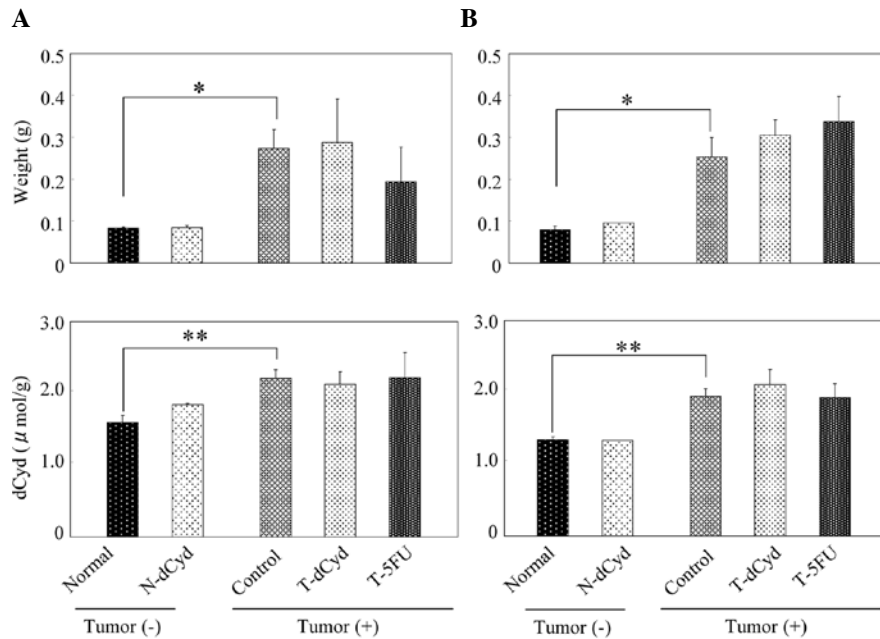 A
B
Weight (g)
0.5
0.4
0.3
0.2
0.1
0
*
0.5
0.4
0.3
0.2
0.1
0
*
dCyd ( μ mol/g)
3.0
2.0
1.0
0
**
3.0
2.0
1.0
0
**
Normal
N-dCyd
Control
T-dCyd
T-5FU
Tumor (-)
Tumor (+)
Normal
N-dCyd
Control
T-dCyd
T-5FU
Tumor (-)
Tumor (+)